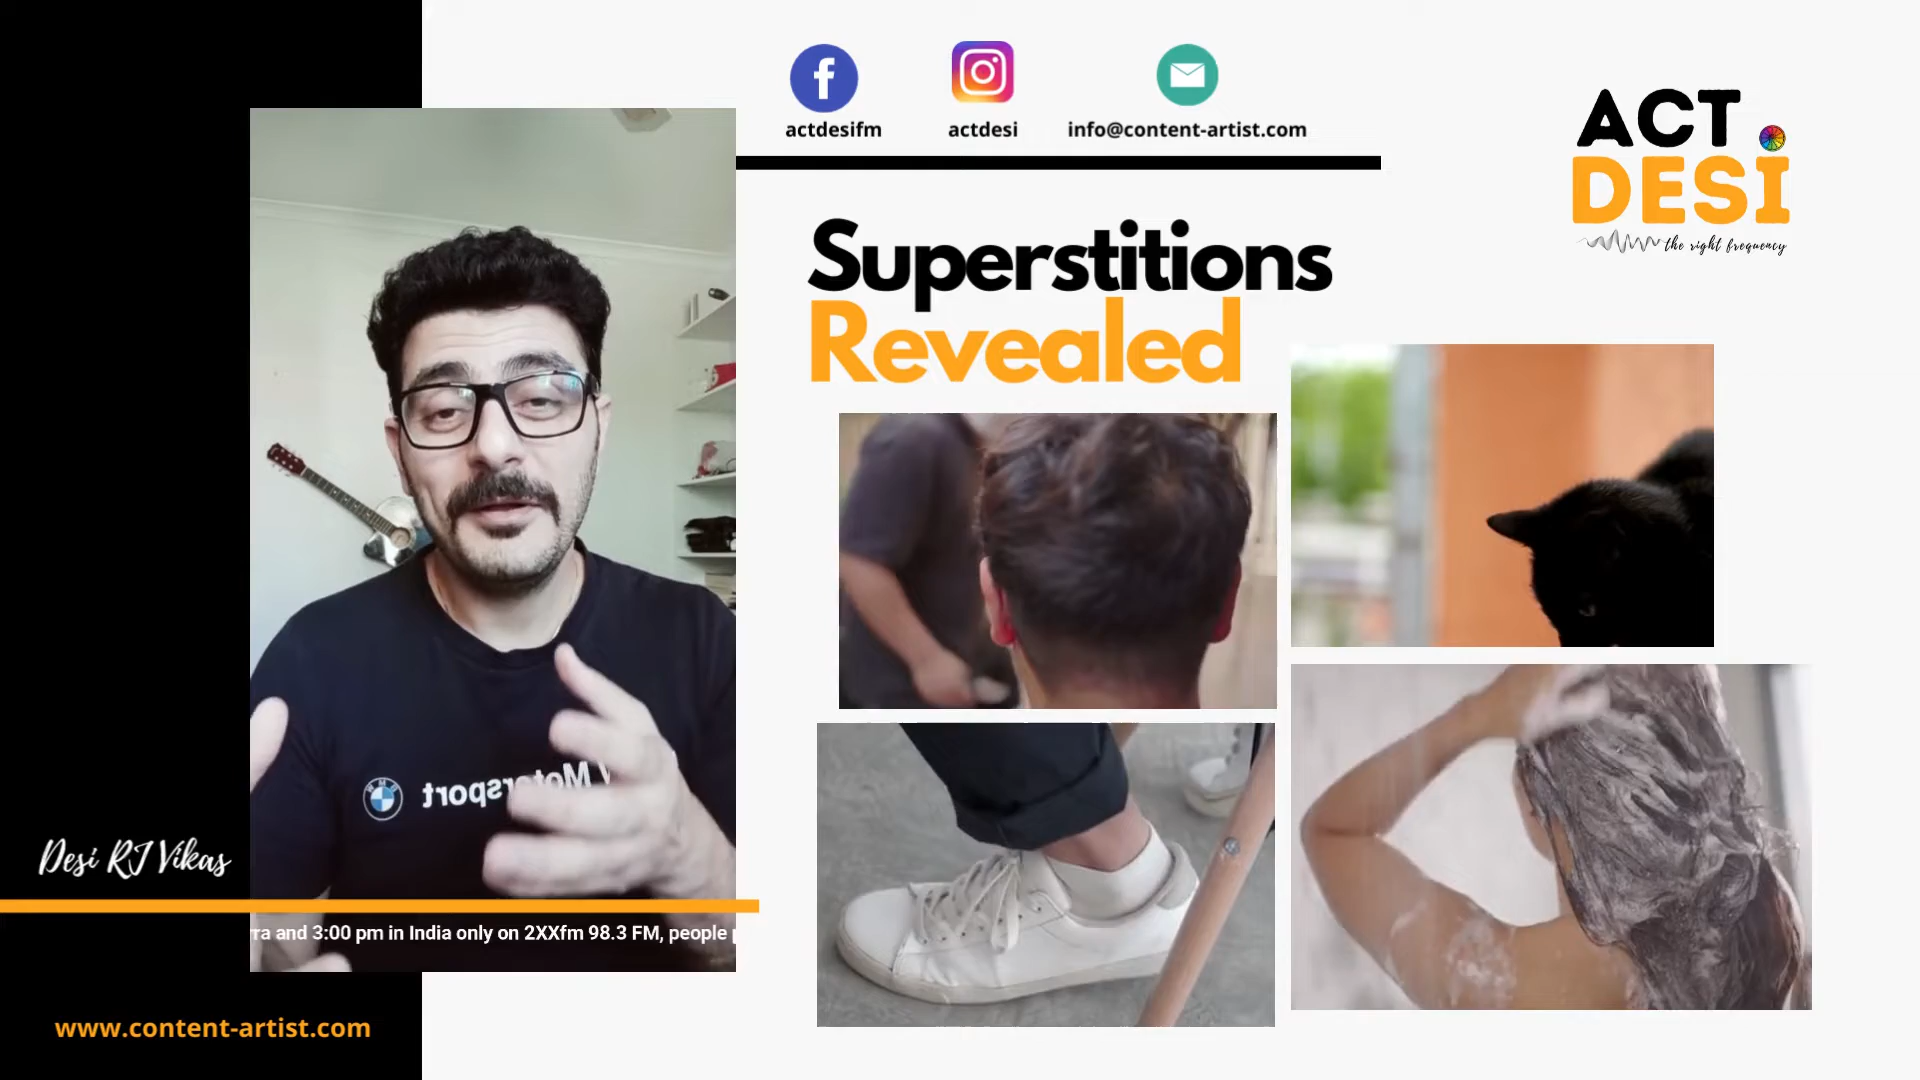 actdesifm
actdesi
info@content-artist.com
ACT
DESI
the right frequency
Superstitions
Revealed
Motorsport
Desi RJ Vikas
and 3:00 pm in India only on 2XXfm 98.3 FM, people
www.content-artist.com